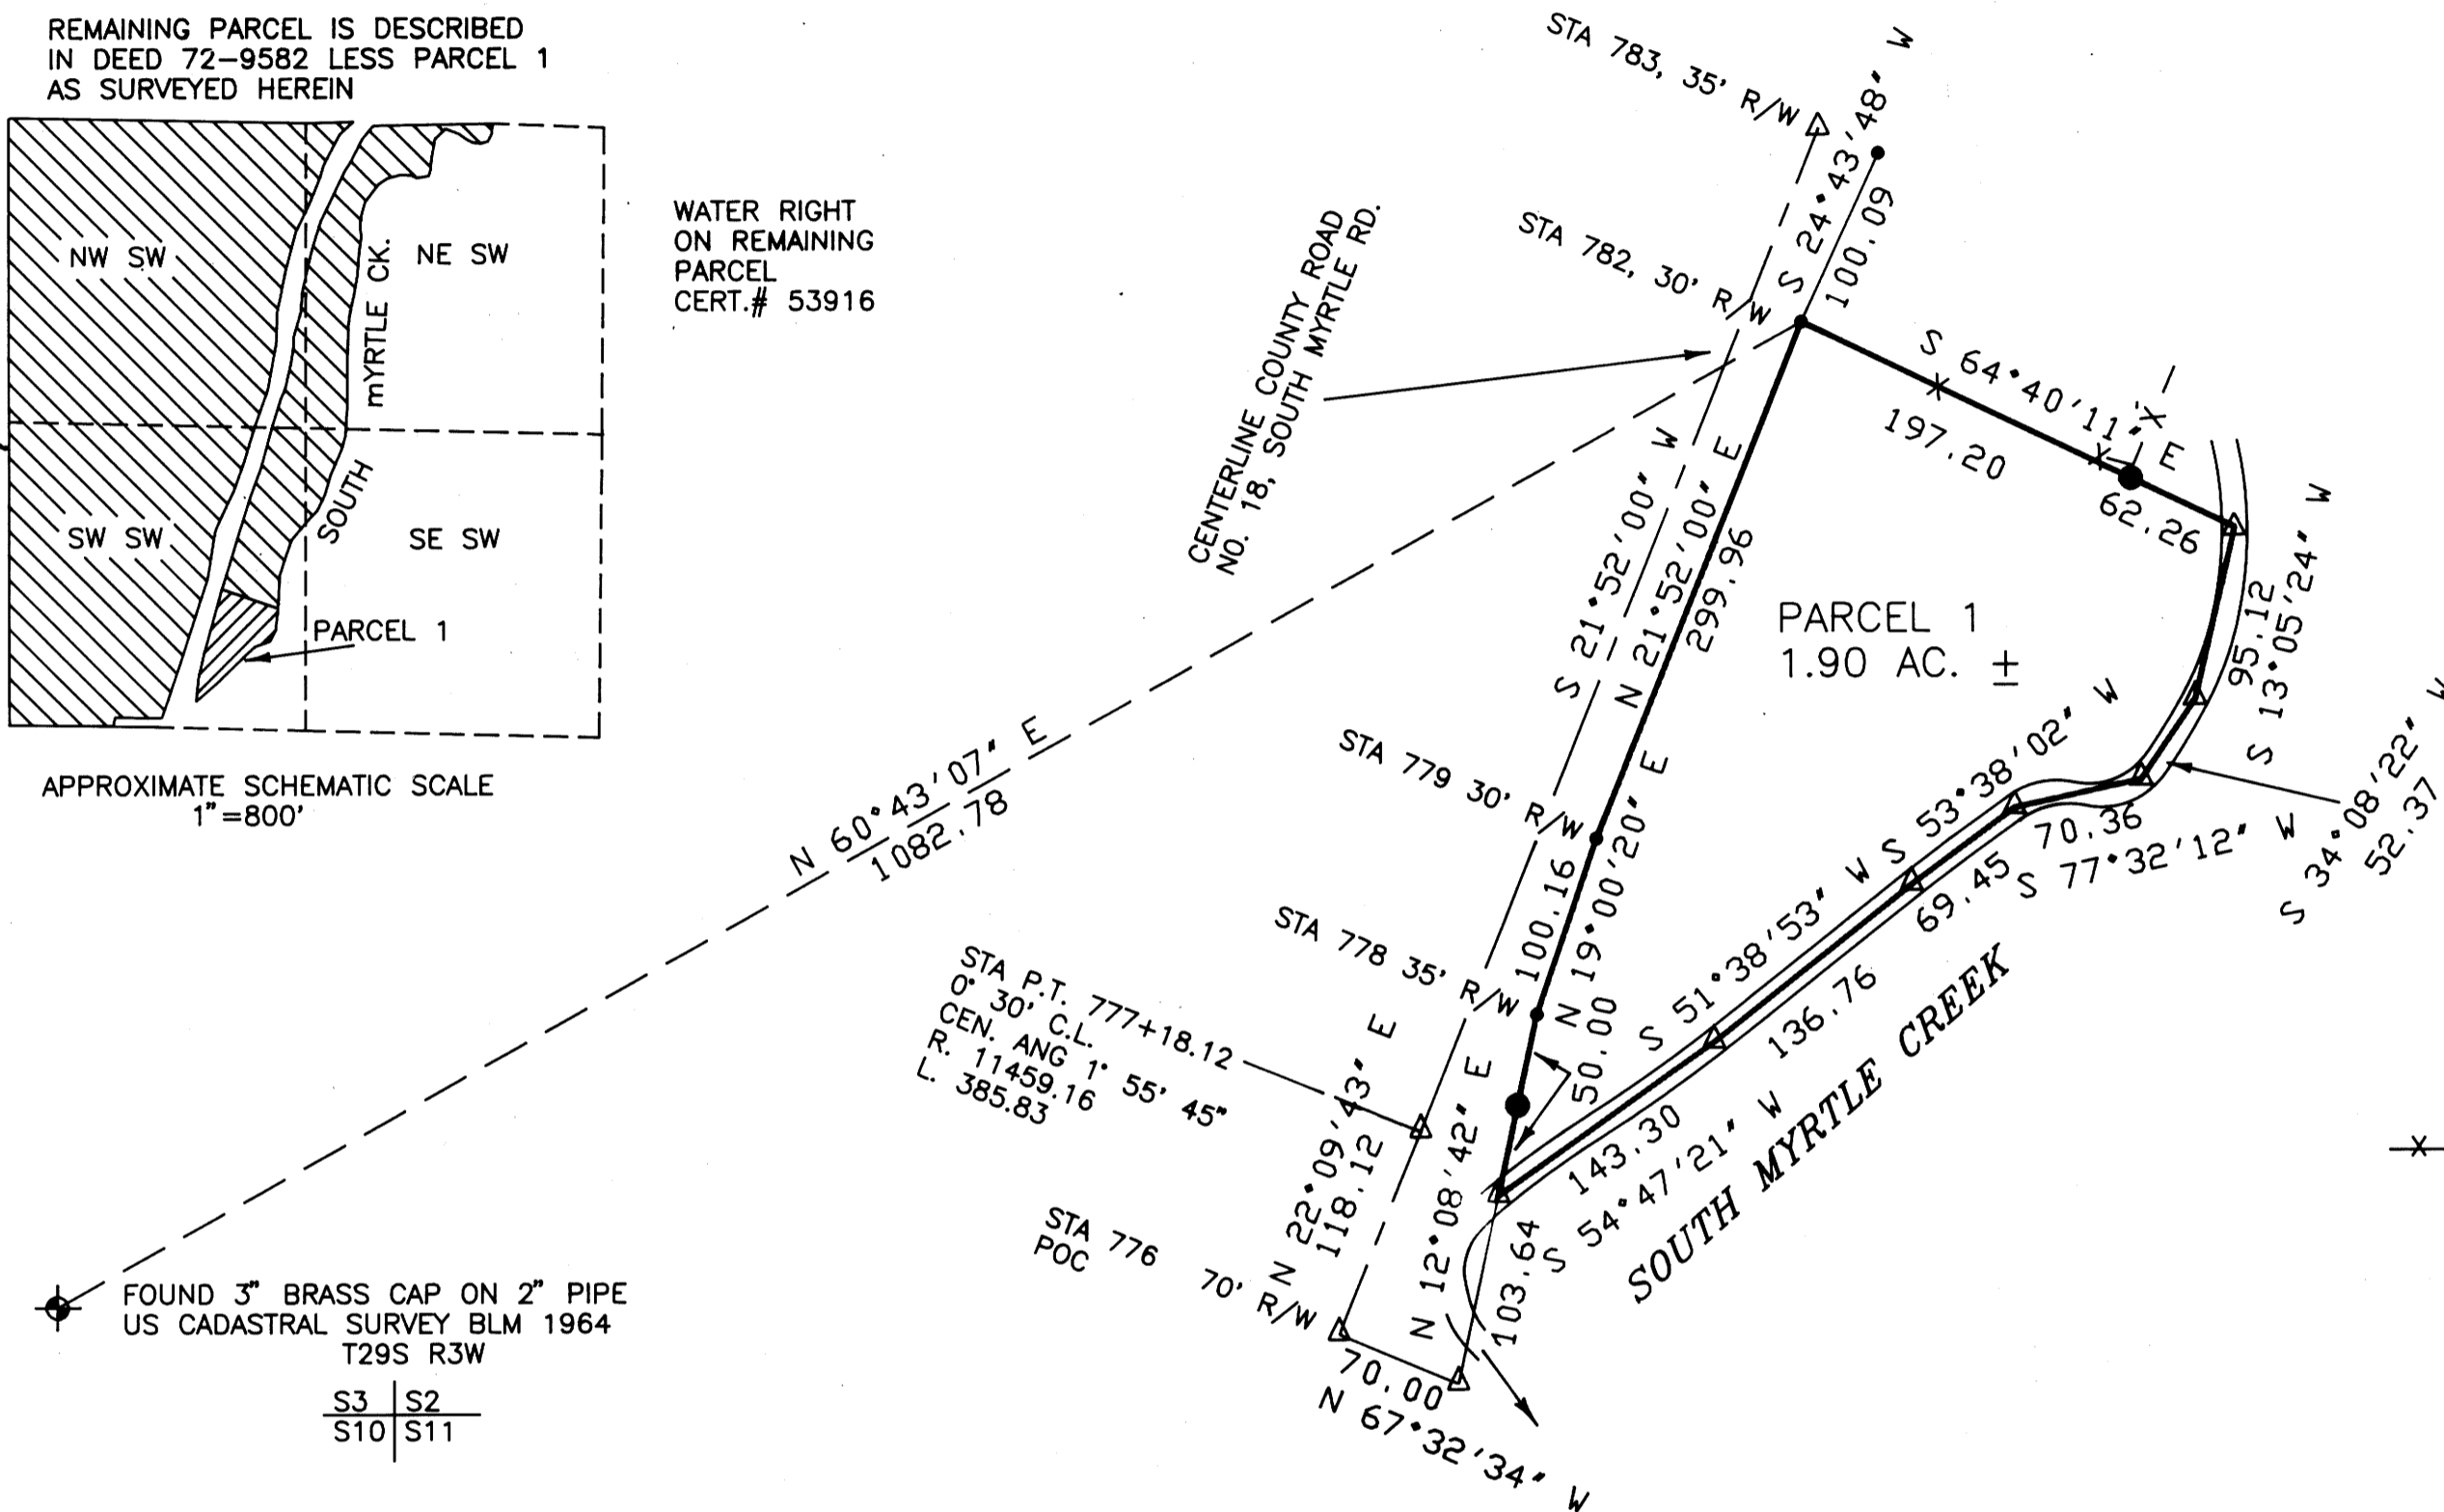 REMAINING PARCEL IS DESCRIBED
IN DEED 72-9582 LESS PARCEL 1
AS SURVEYED HEREIN
NW SW
NE SW
mYRTLE CK.
SOUTH
SW SW
SE SW
PARCEL 1
APPROXIMATE SCHEMATIC SCALE
1"=800'
WATER RIGHT
ON REMAINING
PARCEL
CERT.# 53916
STA 783, 35' R/W
S 24°43'48" W
100.09
STA 782, 30' R/W
CENTERLINE COUNTY ROAD
NO. 18, SOUTH MYRTLE RD.
S 64°40'11" E
197.20
62.26
S 21°52'00" W
N 21°52'00" E
299.96
PARCEL 1
1.90 AC. ±
95.12
S 13°05'24" W
S 34°08'22" W
52.37
S 53°38'02" W
70.36
S 77°32'12" W
69.45
S 51°38'53" W
136.76
143.30
S 54°47'21" W
SOUTH MYRTLE CREEK
N 60°43'07" E
1082.78
STA 779 30' R/W
100.16
N 19°00'20" E
STA 778 35' R/W
50.00
STA P.T. 777+18.12
0° 30' C.L.
CEN. ANG 1° 55' 45"
R. 11459.16
L. 385.83
N 22°09'43" E
118.12
N 12°08'42" E
103.64
STA 776 70' R/W
POC
70.00
N 67°32'34" W
FOUND 3" BRASS CAP ON 2" PIPE
US CADASTRAL SURVEY BLM 1964
T29S R3W
S3 S2
S10 S11